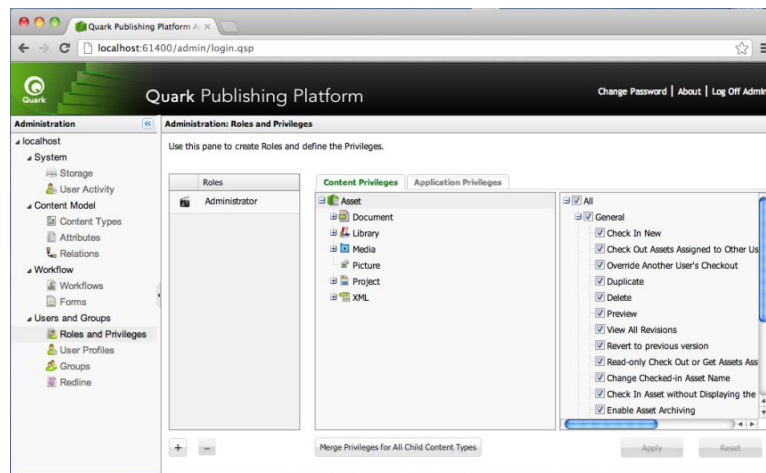 Quark Publishing Platform A
localhost:61400/admin/login.qsp
Quark
Quark Publishing Platform
Change Password | About | Log Off Admin
Administration
Administration: Roles and Privileges
localhost
System
Storage
User Activity
Content Model
Content Types
Attributes
Relations
Workflow
Workflows
Forms
Users and Groups
Roles and Privileges
User Profiles
Groups
Redline
Use this pane to create Roles and define the Privileges.
Roles
Administrator
Content Privileges
Application Privileges
Asset
Document
Library
Media
Picture
Project
XML
All
General
Check In New
Check Out Assets Assigned to Other Us
Override Another User's Checkout
Duplicate
Delete
Preview
View All Revisions
Revert to previous version
Read-only Check Out or Get Assets Ass
Change Checked-in Asset Name
Check In Asset without Displaying the
Enable Asset Archiving
Merge Privileges for All Child Content Types
Apply
Reset